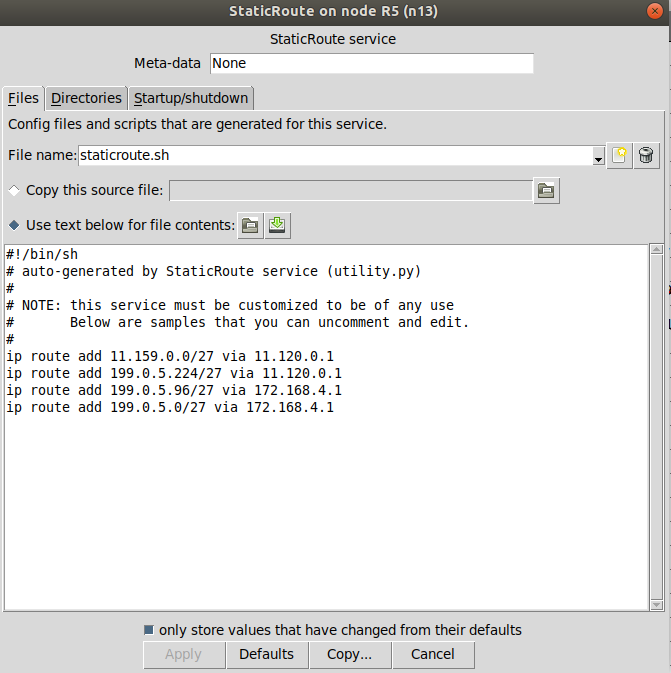 StaticRoute on node R5 (n13)
StaticRoute service
Meta-data None
Files Directories Startup/shutdown
Config files and scripts that are generated for this service.
File name: staticroute.sh
Copy this source file:
Use text below for file contents:
#!/bin/sh
# auto-generated by StaticRoute service (utility.py)
#
# NOTE: this service must be customized to be of any use
#       Below are samples that you can uncomment and edit.
#
ip route add 11.159.0.0/27 via 11.120.0.1
ip route add 199.0.5.224/27 via 11.120.0.1
ip route add 199.0.5.96/27 via 172.168.4.1
ip route add 199.0.5.0/27 via 172.168.4.1
only store values that have changed from their defaults
Apply Defaults Copy... Cancel